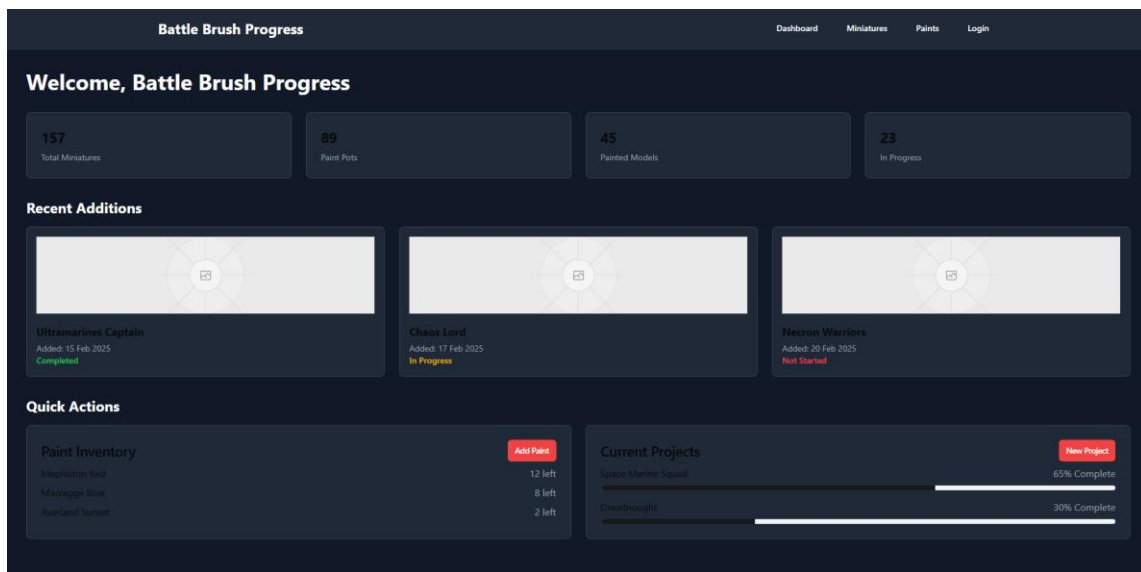 Battle Brush Progress
Dashboard Miniatures Paints Login
Welcome, Battle Brush Progress
157 89 45 23
Total Miniatures Paint Pots Painted Models In Progress
Recent Additions
Ultramarines Captain Chaos Lord Necron Warriors
Added: 15 Feb 2025 Added: 17 Feb 2025 Added: 20 Feb 2025
Completed In Progress Not Started
Quick Actions
Paint Inventory Add Paint Current Projects New Project
Mephiston Red 12 left Space Marine Squad 65% Complete
Macragge Blue 8 left
Averland Sunset 2 left Dreadnought 30% Complete